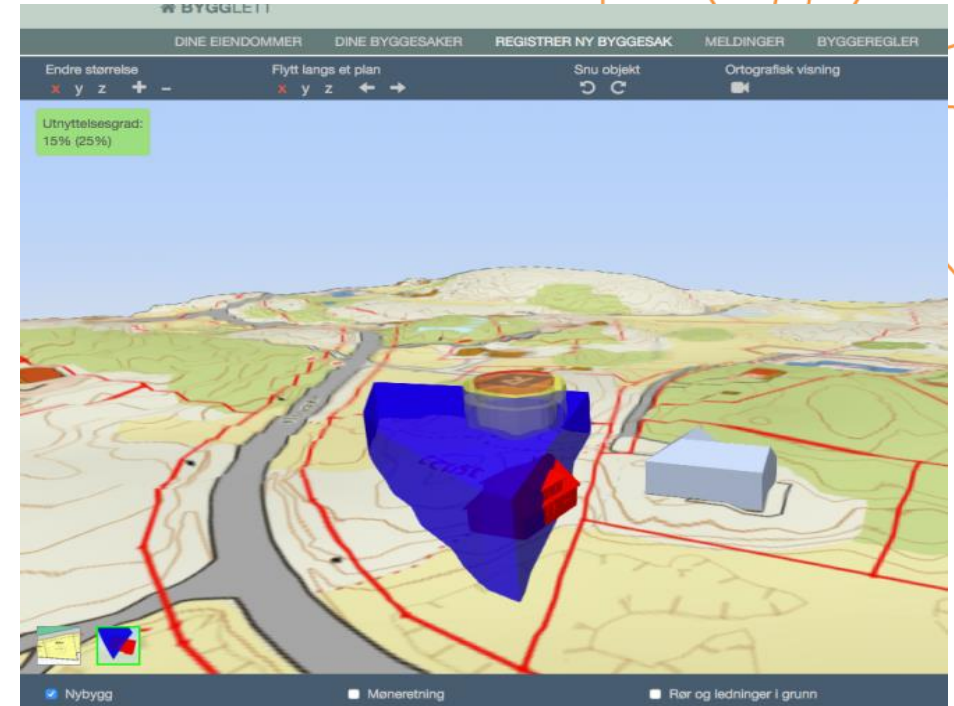 BYGGLETT
DINE EIENDOMMER DINE BYGGESAKER REGISTRER NY BYGGESAK MELDINGER BYGGEREGLER
Endre størrelse Flytt langs et plan Snu objekt Ortografisk visning
x y z + − x y z ← →
Utnyttelsesgrad:
15% (25%)
Nybygg Møneretning Rør og ledninger i grunn